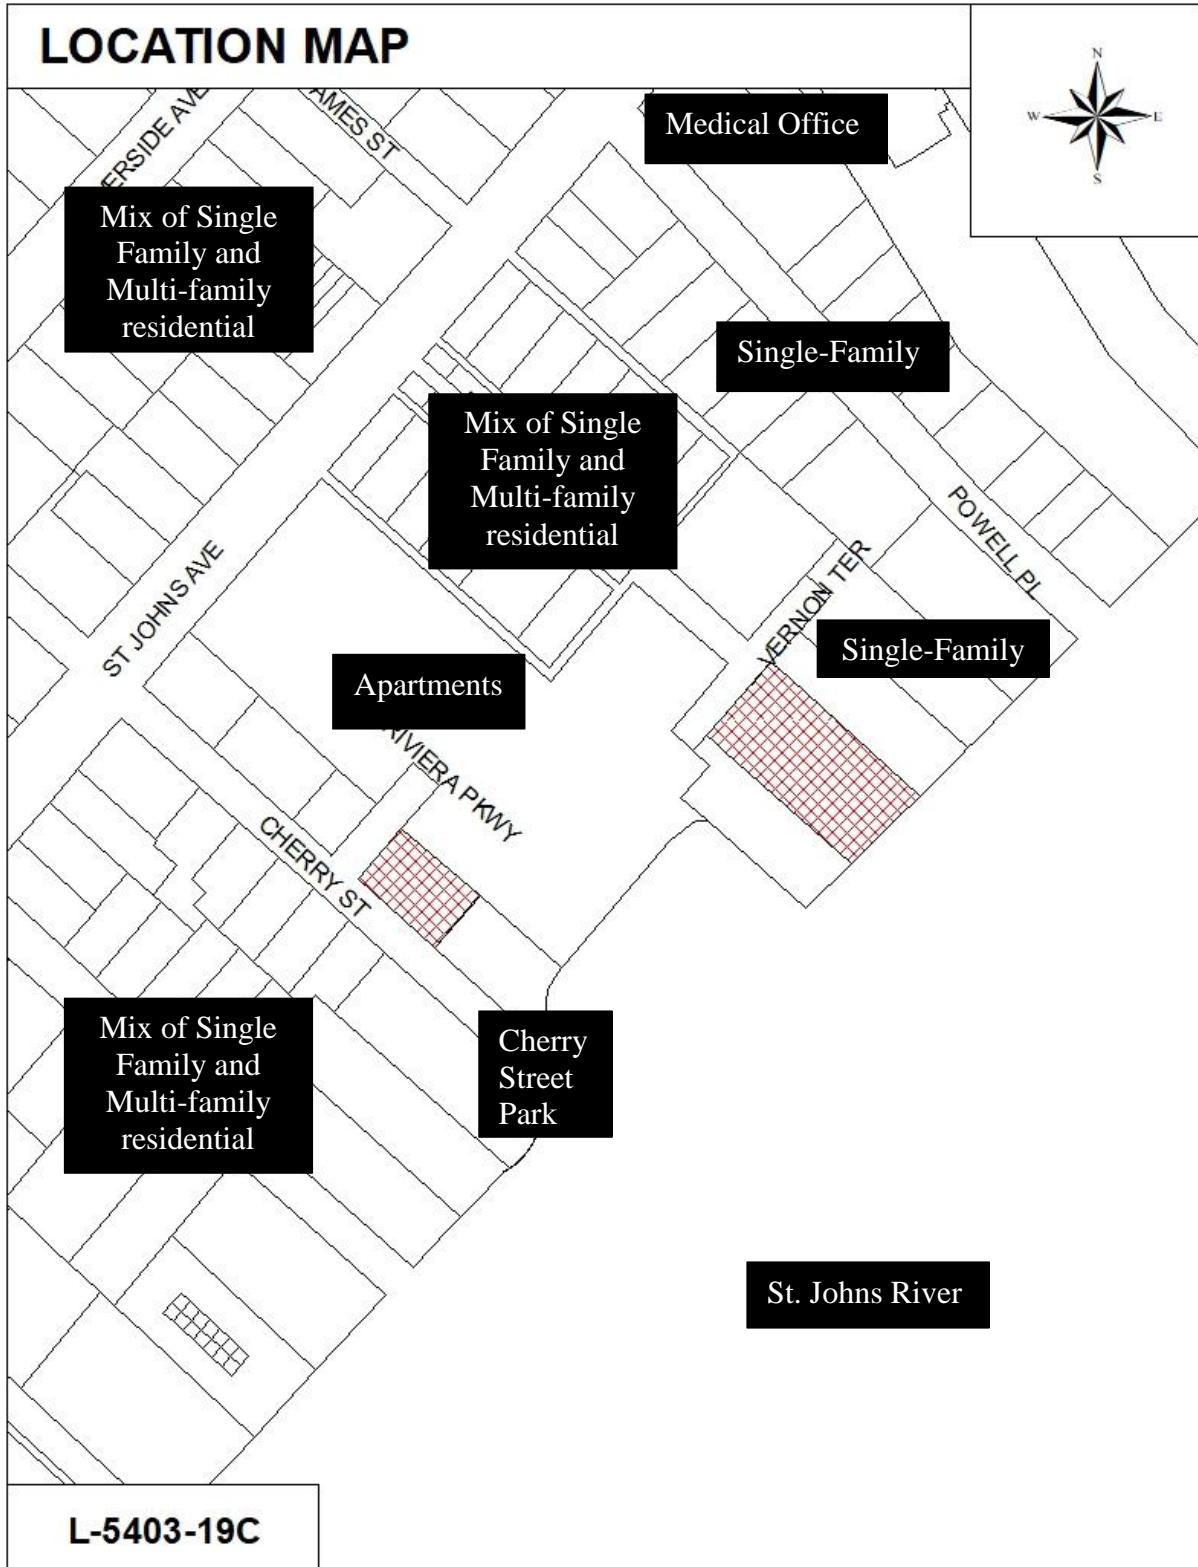 LOCATION MAP
N
W E
S
ERSIDE AVE
AMES ST
Medical Office
Mix of Single
Family and
Multi-family
residential
Single-Family
Mix of Single
Family and
Multi-family
residential
POWELL PL
VERNON TER
ST JOHNS AVE
Single-Family
Apartments
RIVIERA PKWY
CHERRY ST
Mix of Single
Family and
Multi-family
residential
Cherry
Street
Park
St. Johns River
L-5403-19C